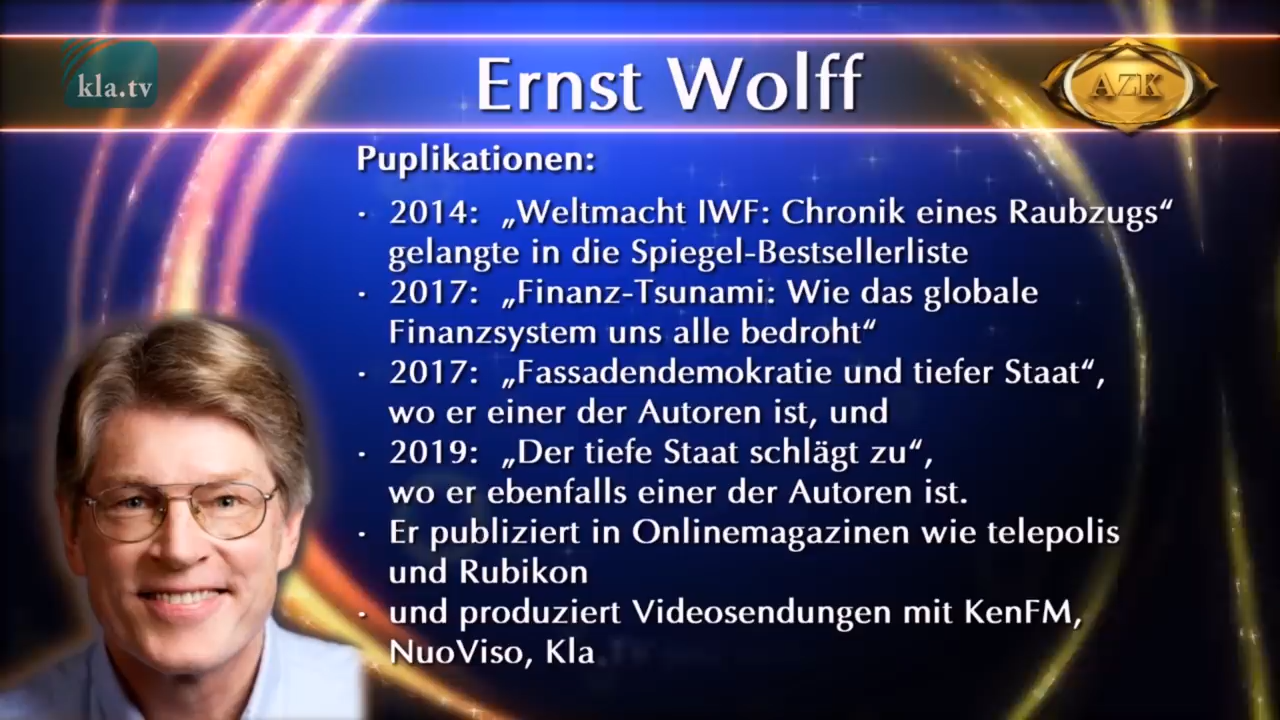 kla.tv
Ernst Wolff
AZK
Puplikationen:
· 2014: „Weltmacht IWF: Chronik eines Raubzugs“
gelangte in die Spiegel-Bestsellerliste
· 2017: „Finanz-Tsunami: Wie das globale
Finanzsystem uns alle bedroht“
· 2017: „Fassadendemokratie und tiefer Staat“,
wo er einer der Autoren ist, und
· 2019: „Der tiefe Staat schlägt zu“,
wo er ebenfalls einer der Autoren ist.
· Er publiziert in Onlinemagazinen wie telepolis
und Rubikon
· und produziert Videosendungen mit KenFM,
NuoViso, Kla